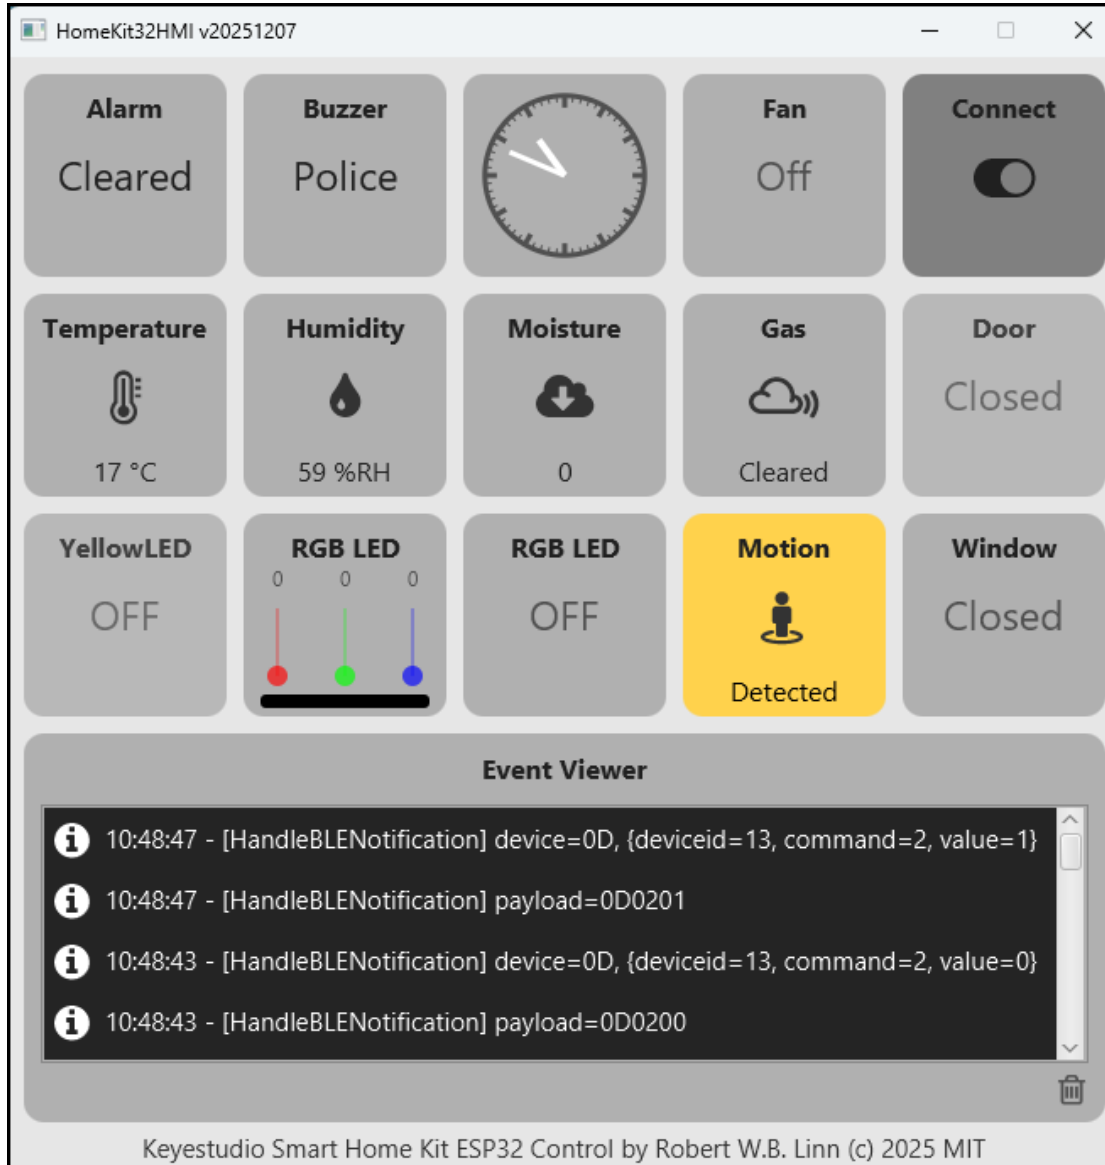 HomeKit32HMI v20251207
Alarm
Cleared
Buzzer
Police
Fan
Off
Connect
Temperature
17 °C
Humidity
59 %RH
Moisture
0
Gas
Cleared
Door
Closed
YellowLED
OFF
RGB LED
0 0 0
RGB LED
OFF
Motion
Detected
Window
Closed
Event Viewer
10:48:47 - [HandleBLENotification] device=0D, {deviceid=13, command=2, value=1}
10:48:47 - [HandleBLENotification] payload=0D0201
10:48:43 - [HandleBLENotification] device=0D, {deviceid=13, command=2, value=0}
10:48:43 - [HandleBLENotification] payload=0D0200
Keyestudio Smart Home Kit ESP32 Control by Robert W.B. Linn (c) 2025 MIT